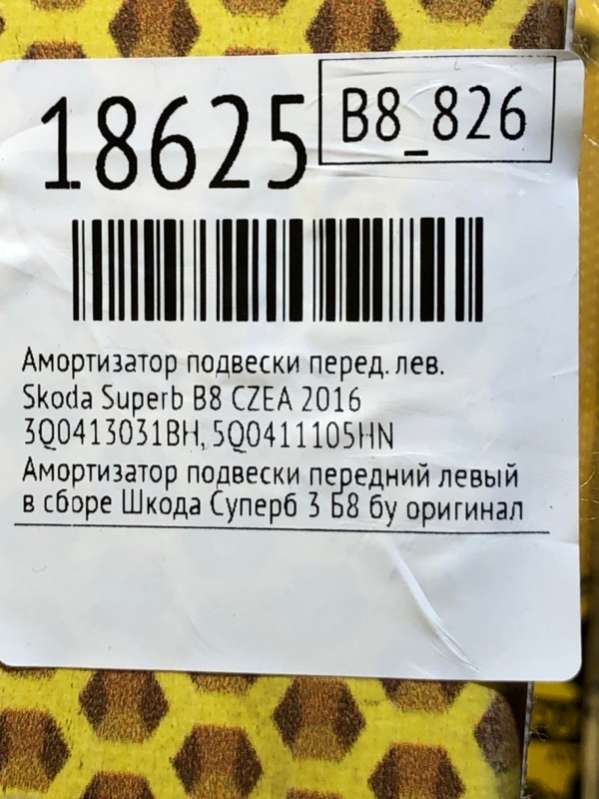 18625
B8_826
Амортизатор подвески перед. лев.
Skoda Superb B8 CZEA 2016
3Q0413031BH, 5Q0411105HN
Амортизатор подвески передний левый
в сборе Шкода Суперб 3 Б8 бу оригинал